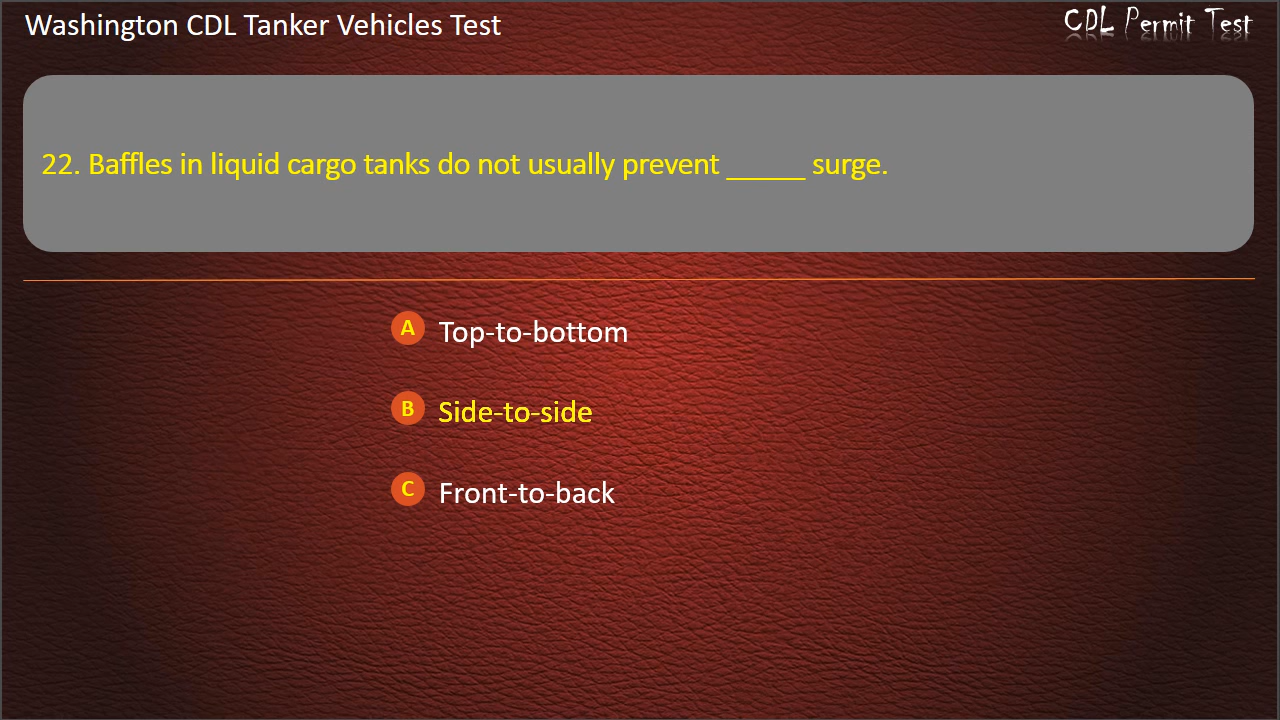 Washington CDL Tanker Vehicles Test
CDL Permit Test
22. Baffles in liquid cargo tanks do not usually prevent _____ surge.
A Top-to-bottom
B Side-to-side
C Front-to-back